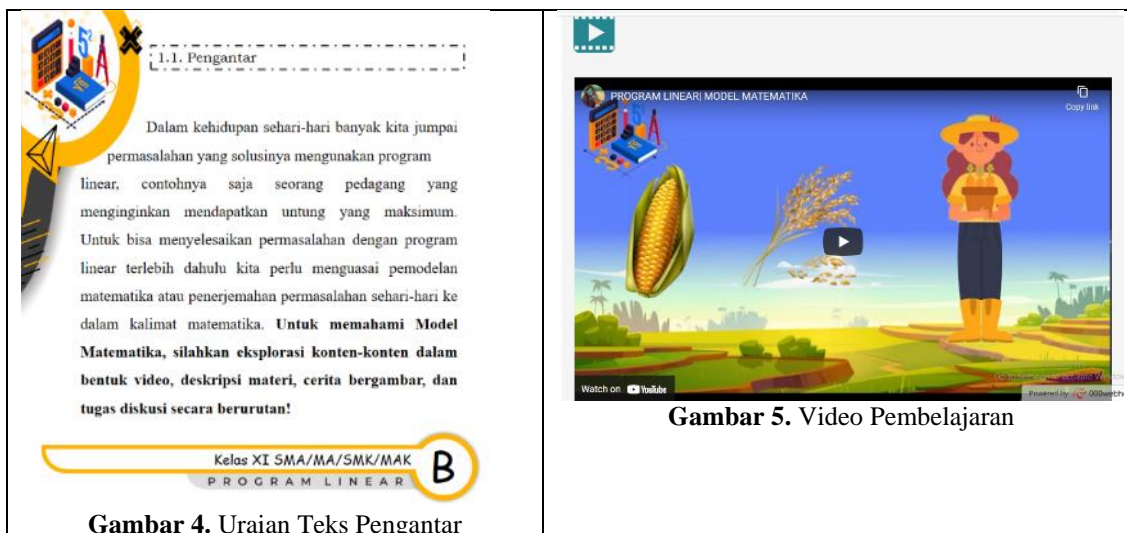 1.1. Pengantar
Dalam kehidupan sehari-hari banyak kita jumpai
permasalahan yang solusinya mengunakan program
linear, contohnya saja seorang pedagang yang
menginginkan mendapatkan untung yang maksimum.
Untuk bisa menyelesaikan permasalahan dengan program
linear terlebih dahulu kita perlu menguasai pemodelan
matematika atau penerjemahan permasalahan sehari-hari ke
dalam kalimat matematika. Untuk memahami Model
Matematika, silahkan eksplorasi konten-konten dalam
bentuk video, deskripsi materi, cerita bergambar, dan
tugas diskusi secara berurutan!
Kelas XI SMA/MA/SMK/MAK
PROGRAM LINEAR
B
Gambar 4. Uraian Teks Pengantar
PROGRAM LINEAR| MODEL MATEMATIKA
Copy link
Watch on YouTube
Powered by
Gambar 5. Video Pembelajaran